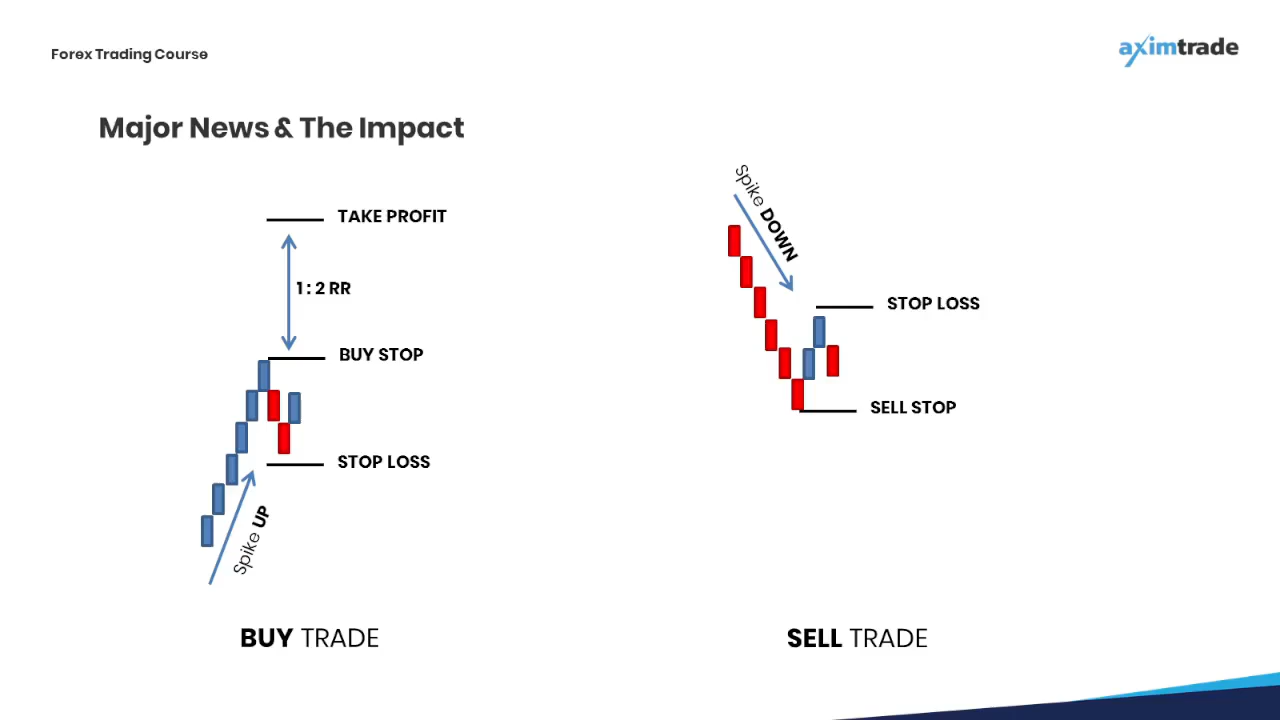 Forex Trading Course
aximtrade
Major News & The Impact
TAKE PROFIT
1 : 2 RR
BUY STOP
STOP LOSS
Spike UP
BUY TRADE
Spike DOWN
STOP LOSS
SELL STOP
SELL TRADE